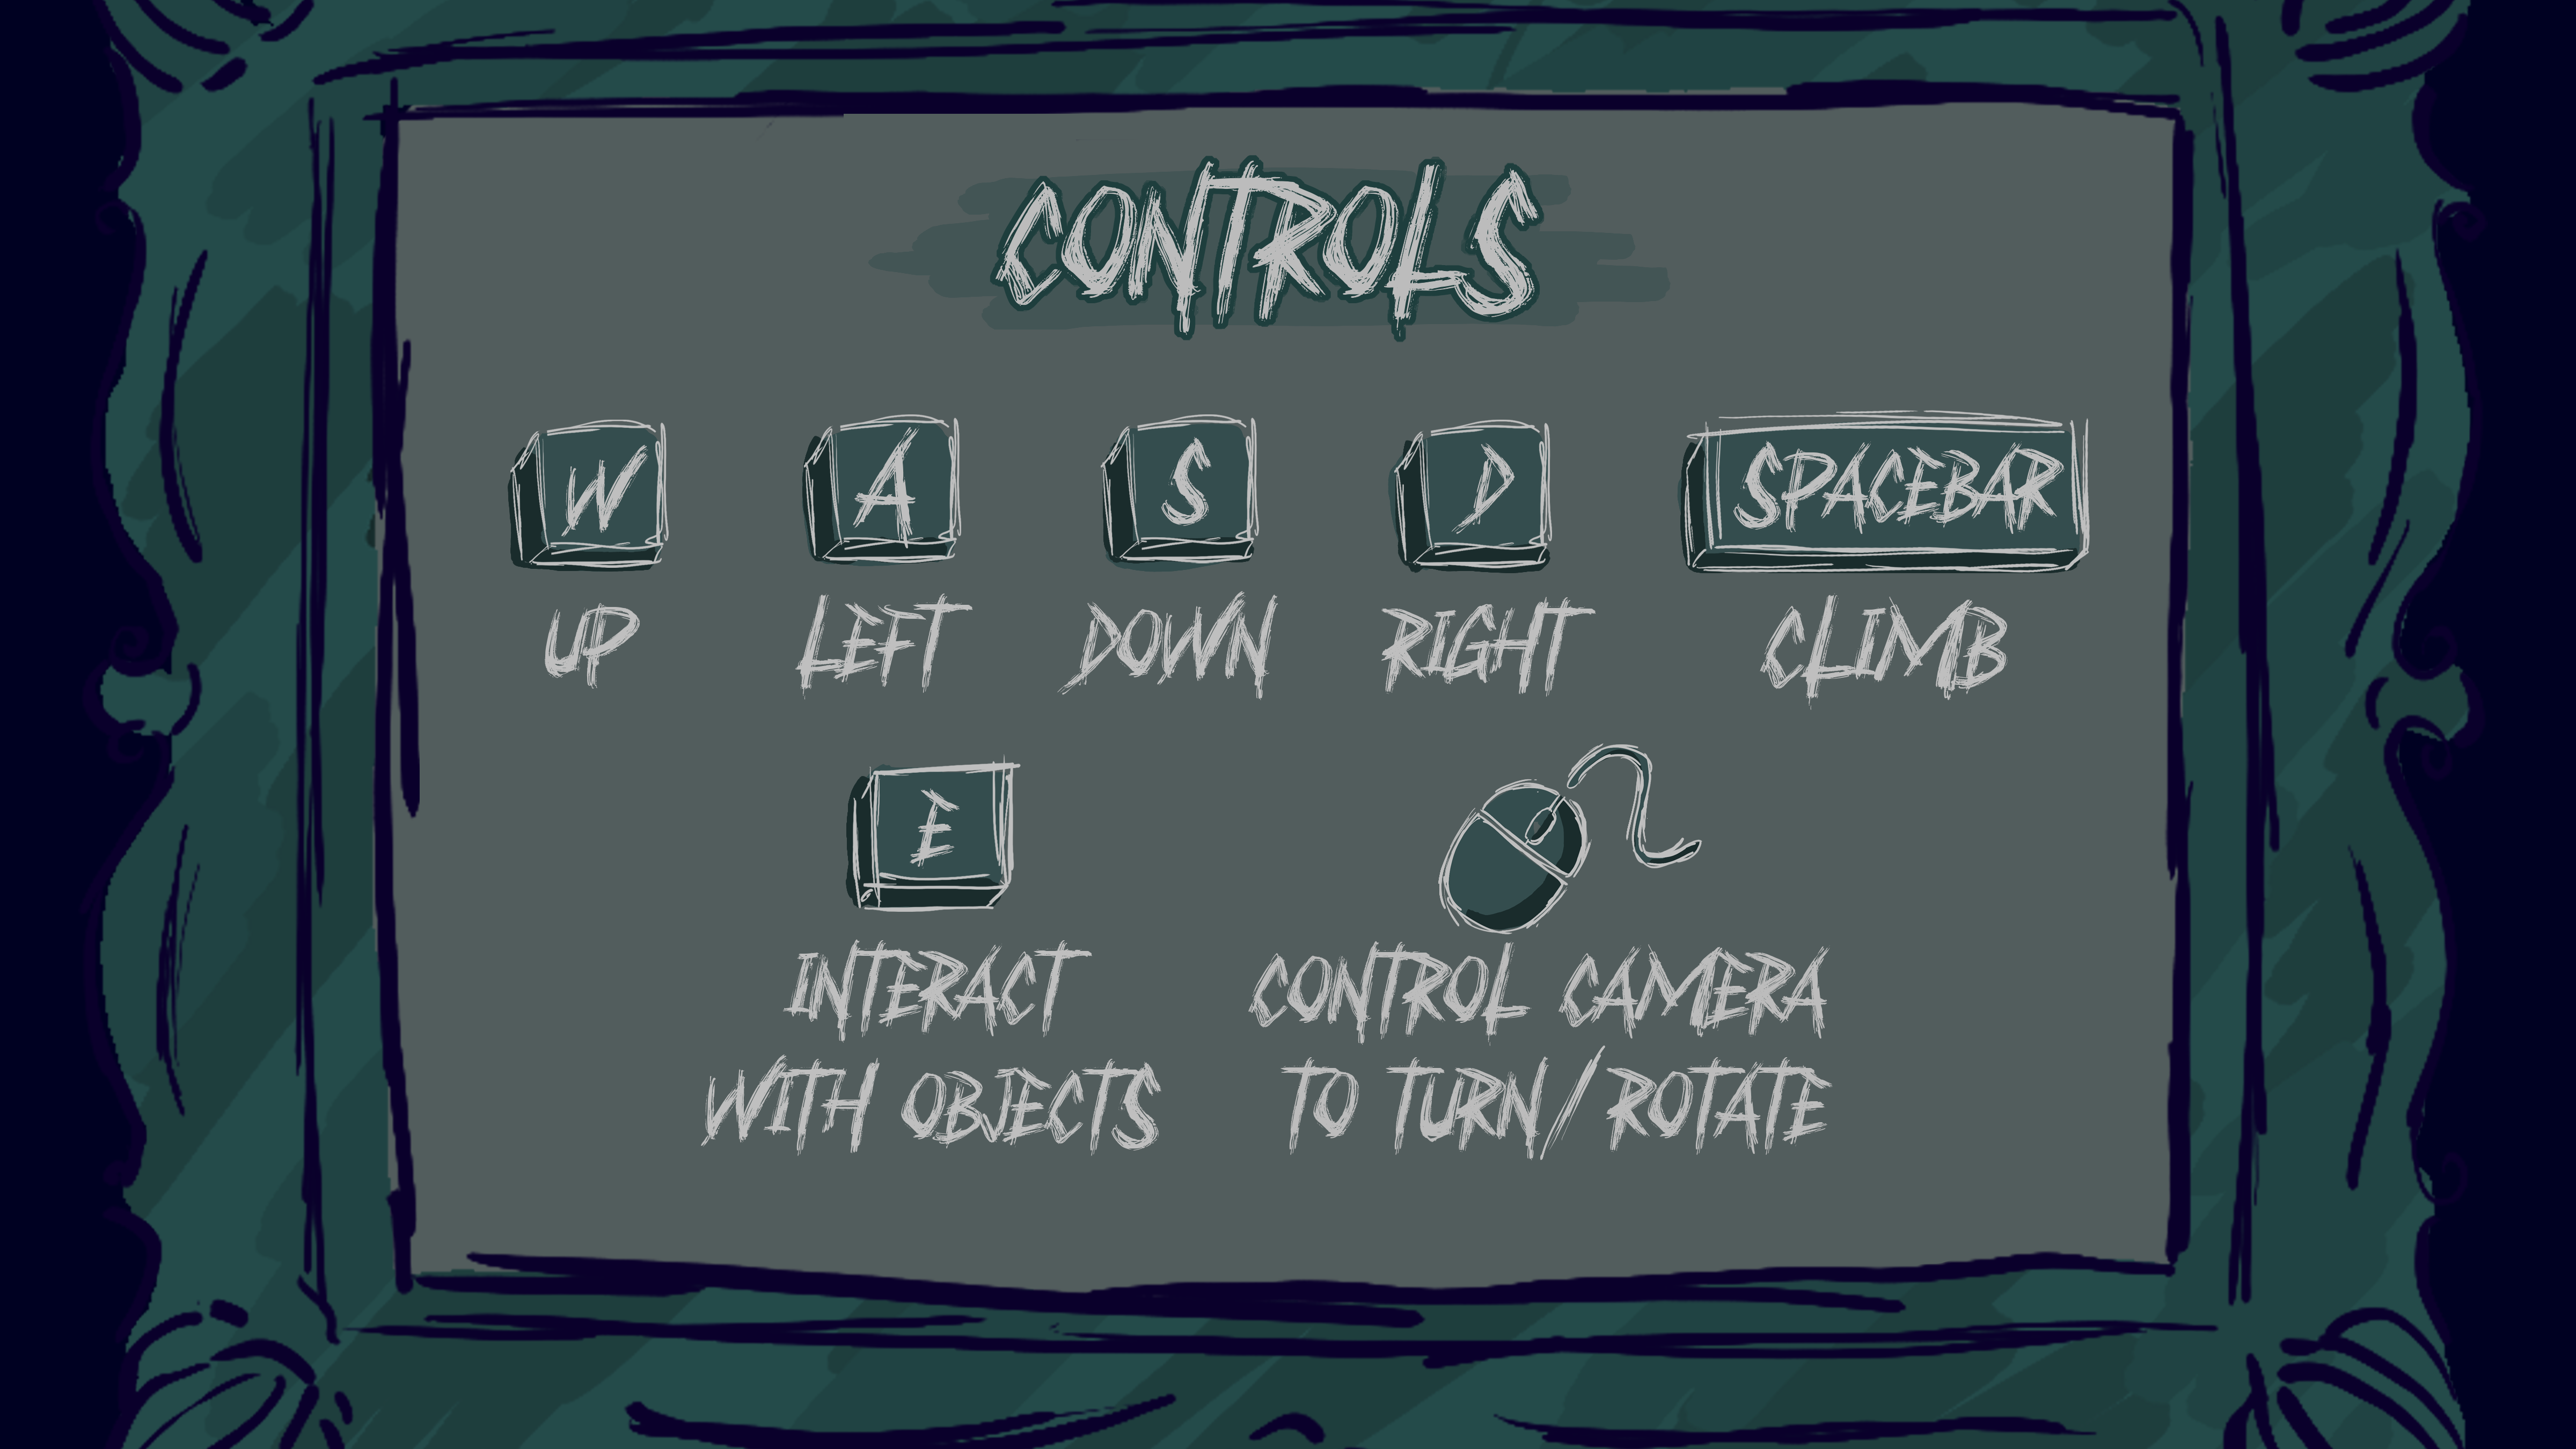 CONTROLS
W A S D SPACEBAR
UP LEFT DOWN RIGHT CLIMB
E
INTERACT
WITH OBJECTS
CONTROL CAMERA
TO TURN/ROTATE